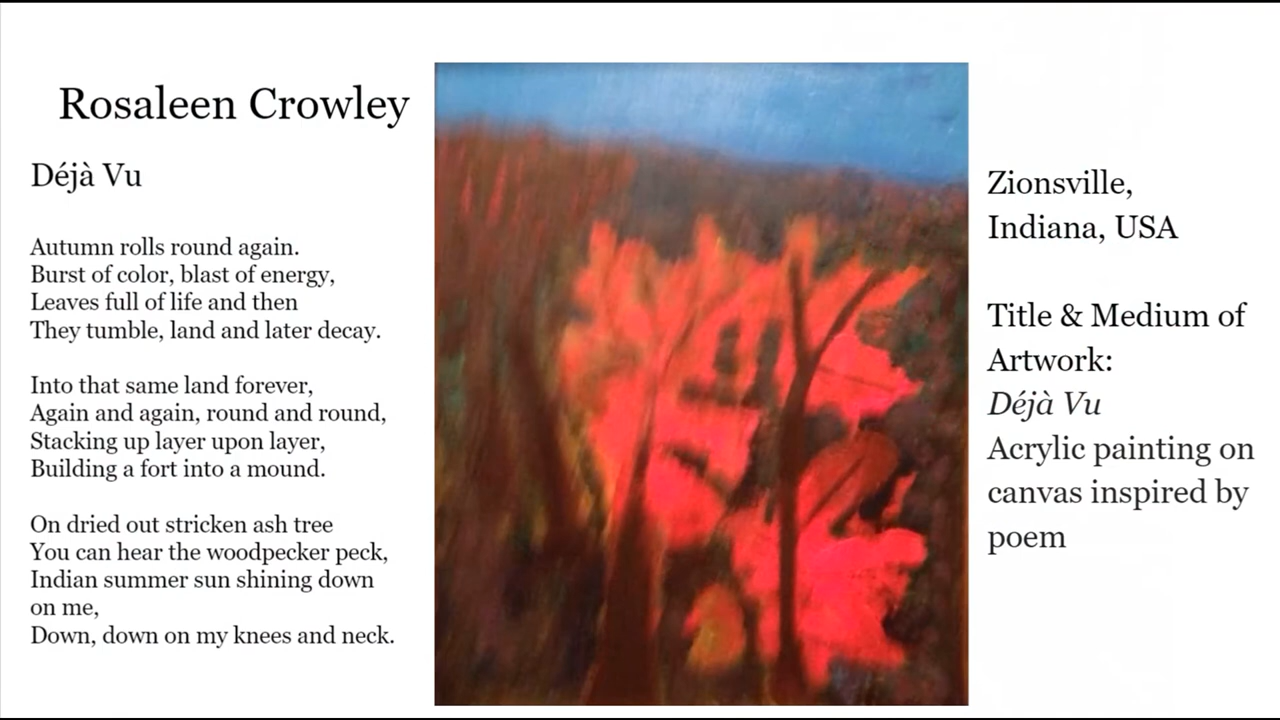 Rosaleen Crowley
Déjà Vu
Autumn rolls round again.
Burst of color, blast of energy,
Leaves full of life and then
They tumble, land and later decay.
Into that same land forever,
Again and again, round and round,
Stacking up layer upon layer,
Building a fort into a mound.
On dried out stricken ash tree
You can hear the woodpecker peck,
Indian summer sun shining down
on me,
Down, down on my knees and neck.
Zionsville,
Indiana, USA
Title & Medium of
Artwork:
Déjà Vu
Acrylic painting on
canvas inspired by
poem